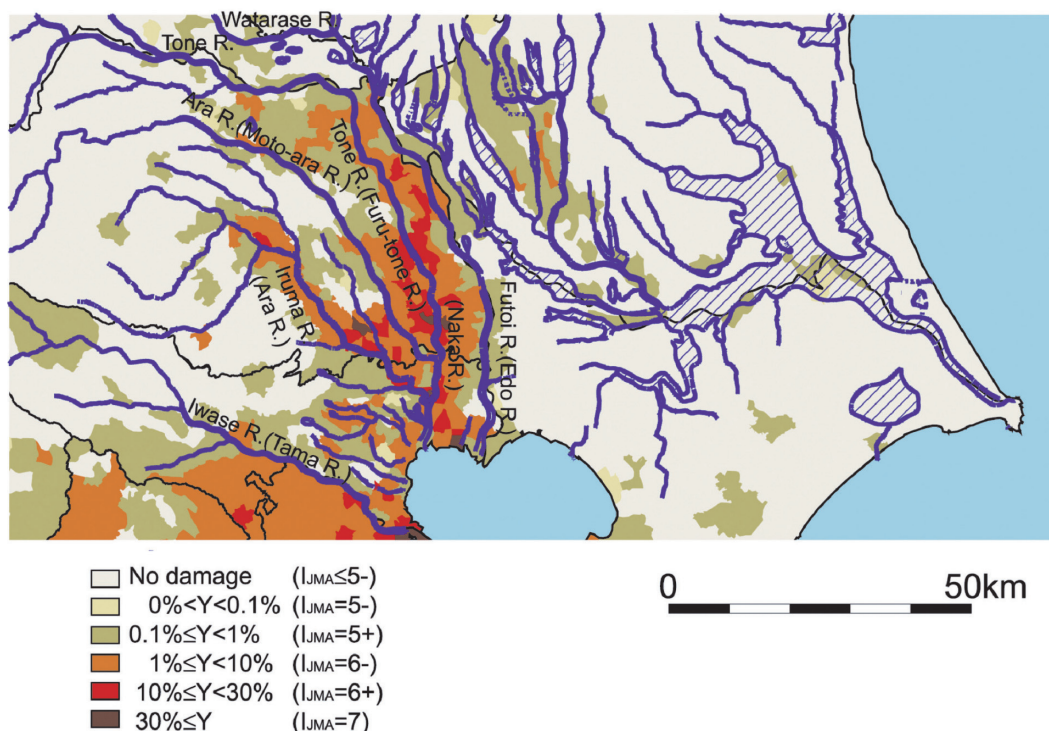 Watarase R.
Tone R.
Ara R.(Moto-ara R.)
Tone R.(Furu-tone R.)
Iruma R.
(Ara R.)
(Naka R.)
Futoi R.(Edo R.
Iwase R.(Tama R.)
No damage (IJMA≤5-)
0%<Y<0.1% (IJMA=5-)
0.1%≤Y<1% (IJMA=5+)
1%≤Y<10% (IJMA=6-)
10%≤Y<30% (IJMA=6+)
30%≤Y (IJMA=7)
0 50km